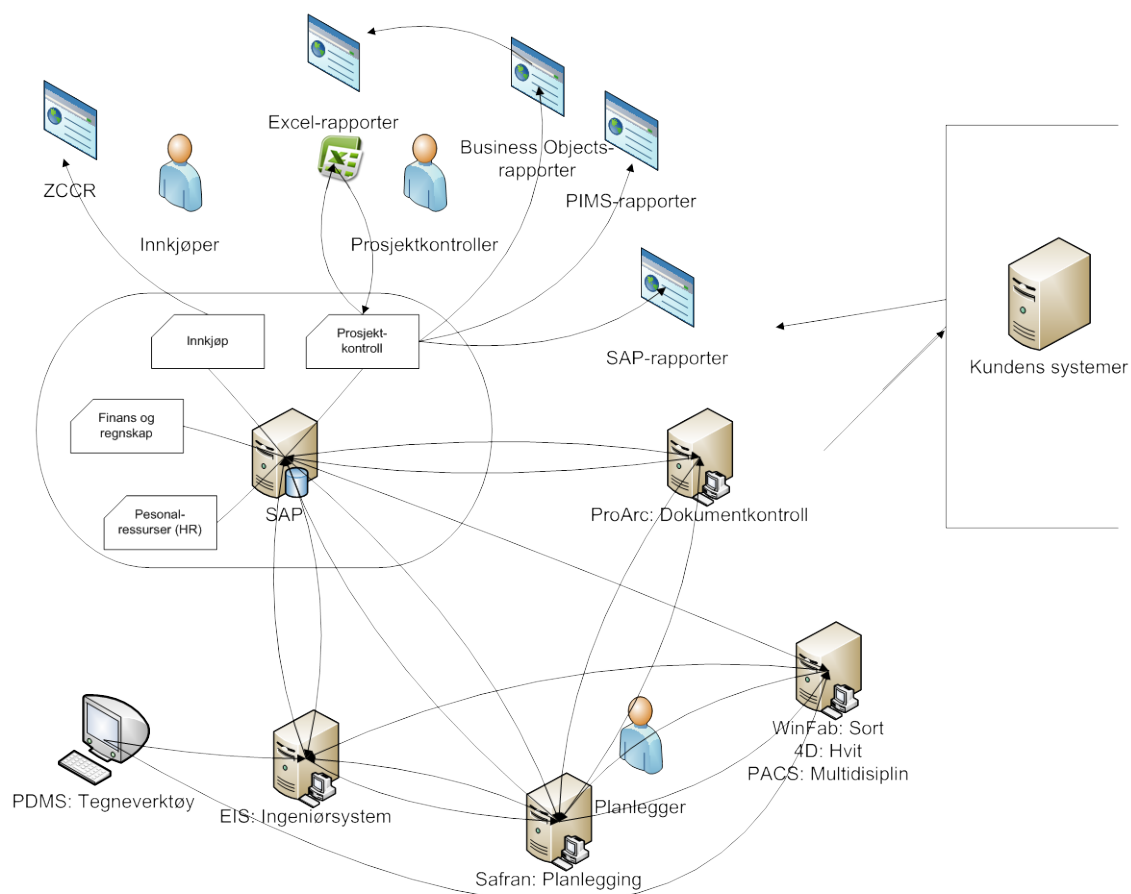 Excel-rapporter
Business Objects-
rapporter
ZCCR
PIMS-rapporter
Innkjøper
Prosjektkontroller
Innkjøp
Prosjekt-
kontroll
SAP-rapporter
Kundens systemer
Finans og
regnskap
Pesonal-
ressurser (HR)
SAP
ProArc: Dokumentkontroll
WinFab: Sort
4D: Hvit
PACS: Multidisiplin
PDMS: Tegneverktøy
EIS: Ingeniørsystem
Planlegger
Safran: Planlegging